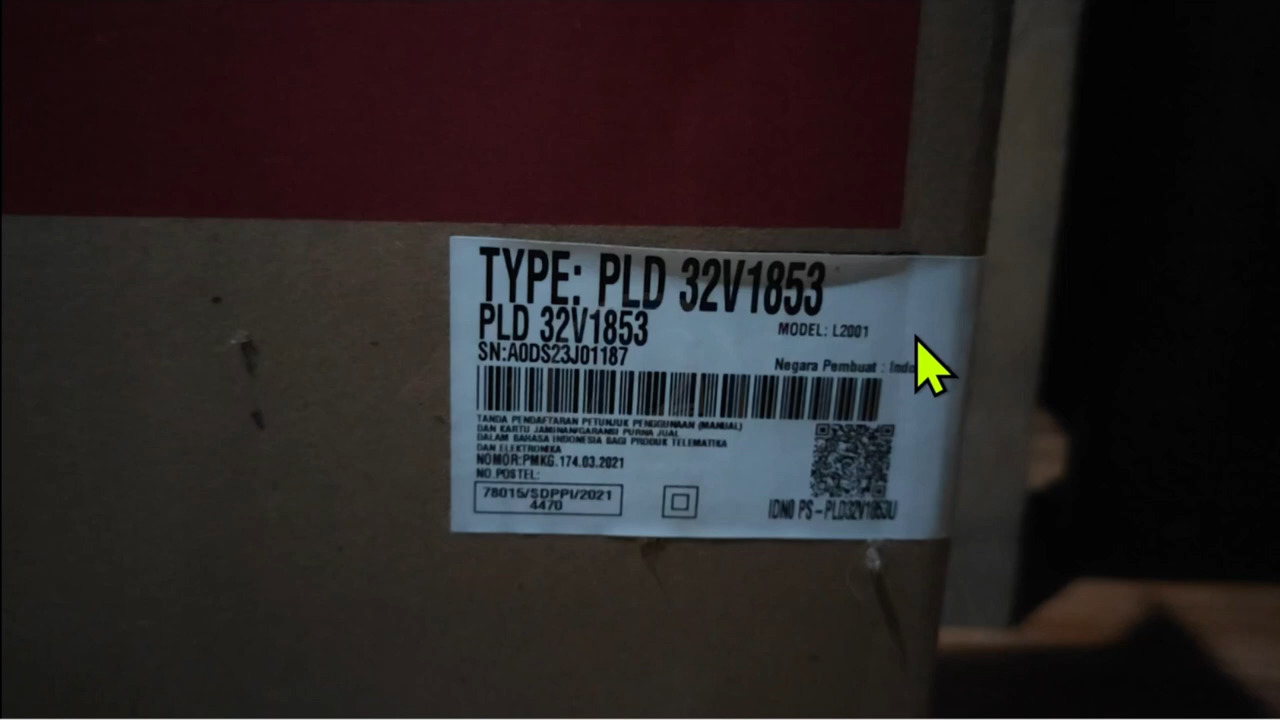 TYPE: PLD 32V1853
PLD 32V1853
MODEL: L2001
SN:A0DS23J01187
Negara Pembuat :
TANDA PENDAFTARAN PETUNJUK PENGGUNAAN (MANUAL)
DAN KARTU JAMINAN/GARANSI PURNA JUAL
DALAM BAHASA INDONESIA BAGI PRODUK TELEMATIKA
DAN ELEKTRONIKA
NOMOR:PMKG.174.03.2021
NO POSTEL:
78015/SDPPI/2021
4470
IDNO PS-PLD32V1853U